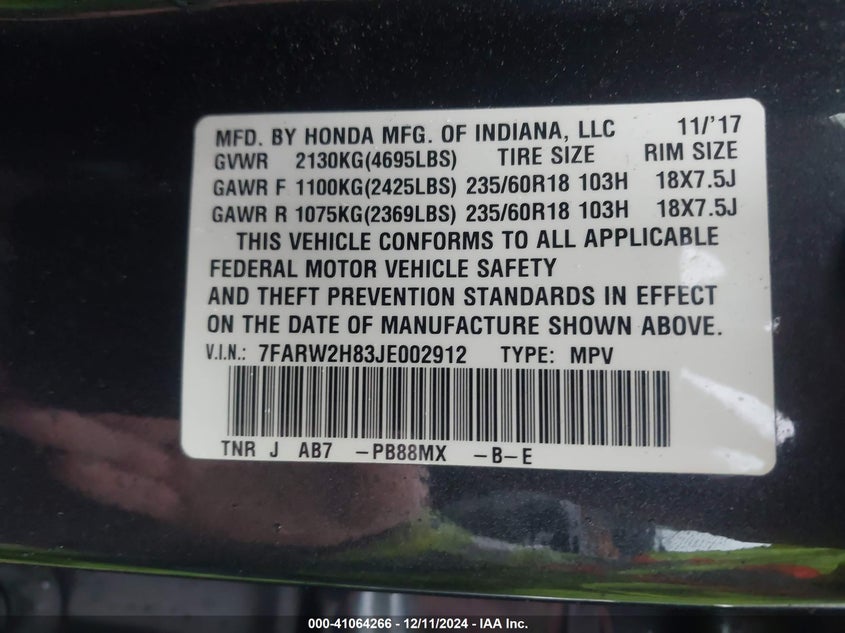 MFD. BY HONDA MFG. OF INDIANA, LLC 11/'17
GVWR 2130KG(4695LBS) TIRE SIZE RIM SIZE
GAWR F 1100KG(2425LBS) 235/60R18 103H 18X7.5J
GAWR R 1075KG(2369LBS) 235/60R18 103H 18X7.5J
THIS VEHICLE CONFORMS TO ALL APPLICABLE
FEDERAL MOTOR VEHICLE SAFETY
AND THEFT PREVENTION STANDARDS IN EFFECT
ON THE DATE OF MANUFACTURE SHOWN ABOVE.
V.I.N.: 7FARW2H83JE002912 TYPE: MPV
TNR J AB7 -PB88MX -B-E
000-41064266 - 12/11/2024 - IAA Inc.